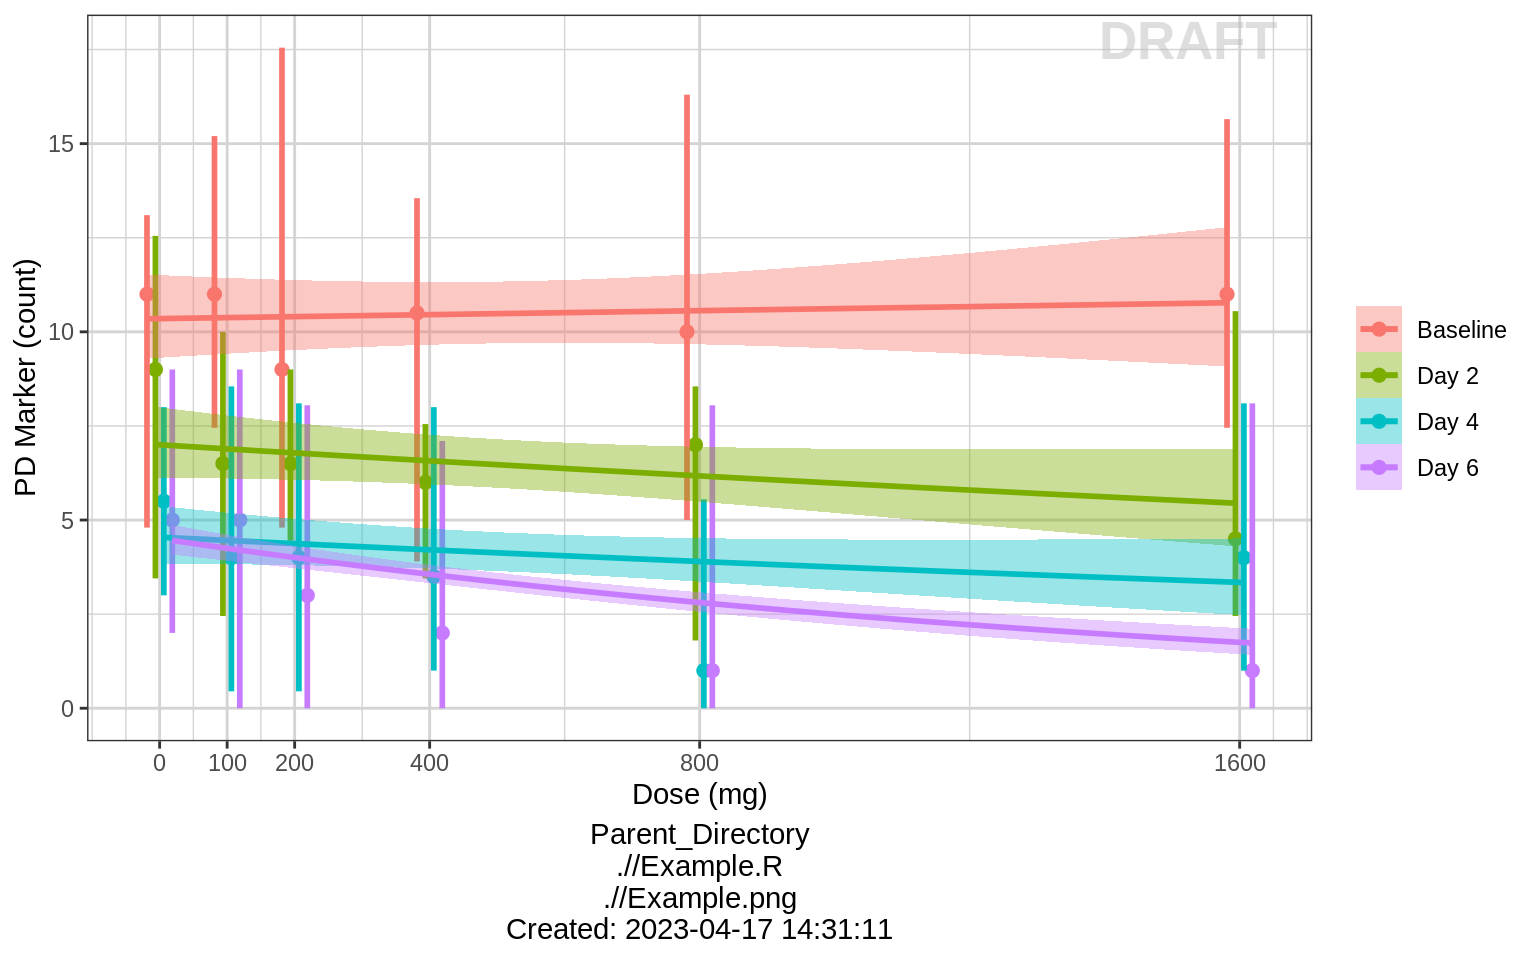 DRAFT
PD Marker (count)
15
10
5
0
0 100 200 400 800 1600
Dose (mg)
Baseline
Day 2
Day 4
Day 6
Parent_Directory
.//Example.R
.//Example.png
Created: 2023-04-17 14:31:11